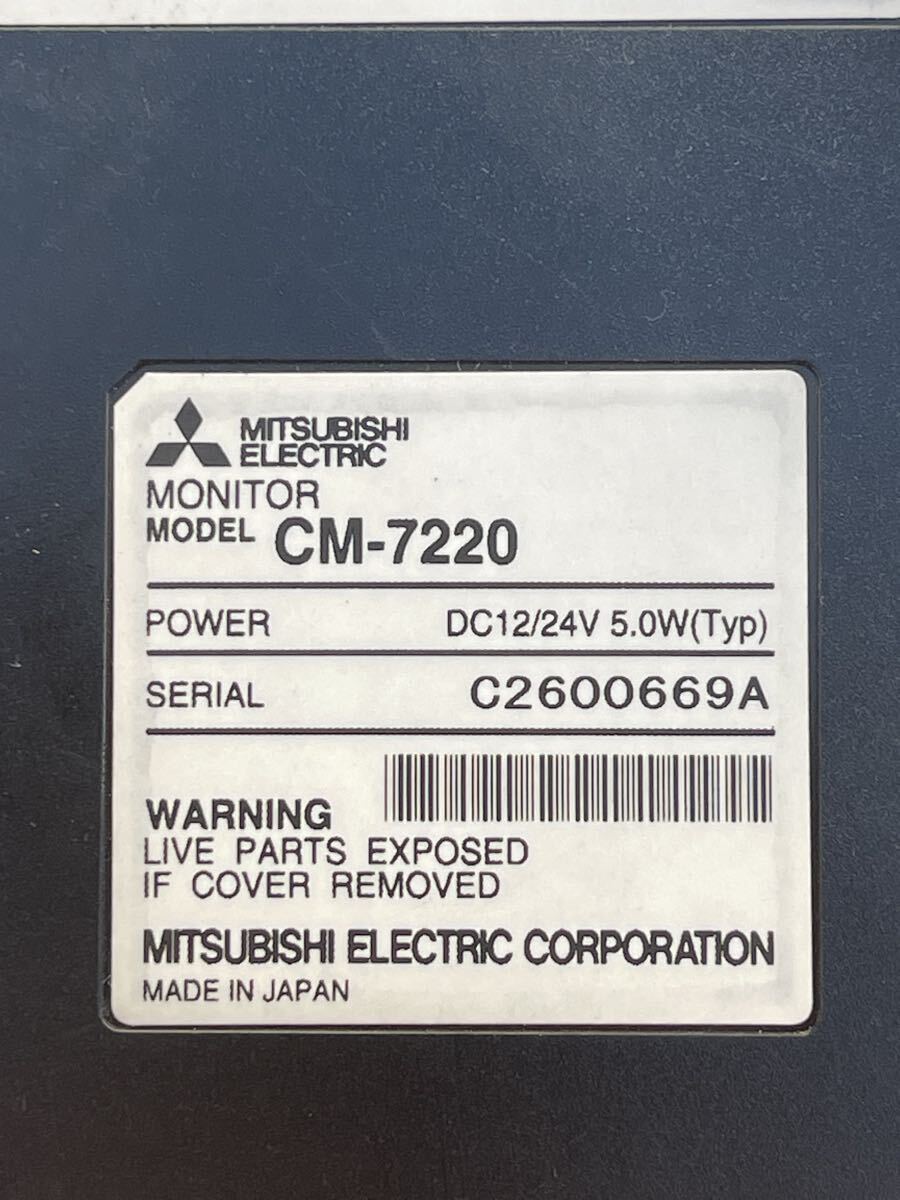 MITSUBISHI
ELECTRIC
MONITOR
MODEL CM-7220
POWER DC12/24V 5.0W(Typ)
SERIAL C2600669A
WARNING
LIVE PARTS EXPOSED
IF COVER REMOVED
MITSUBISHI ELECTRIC CORPORATION
MADE IN JAPAN